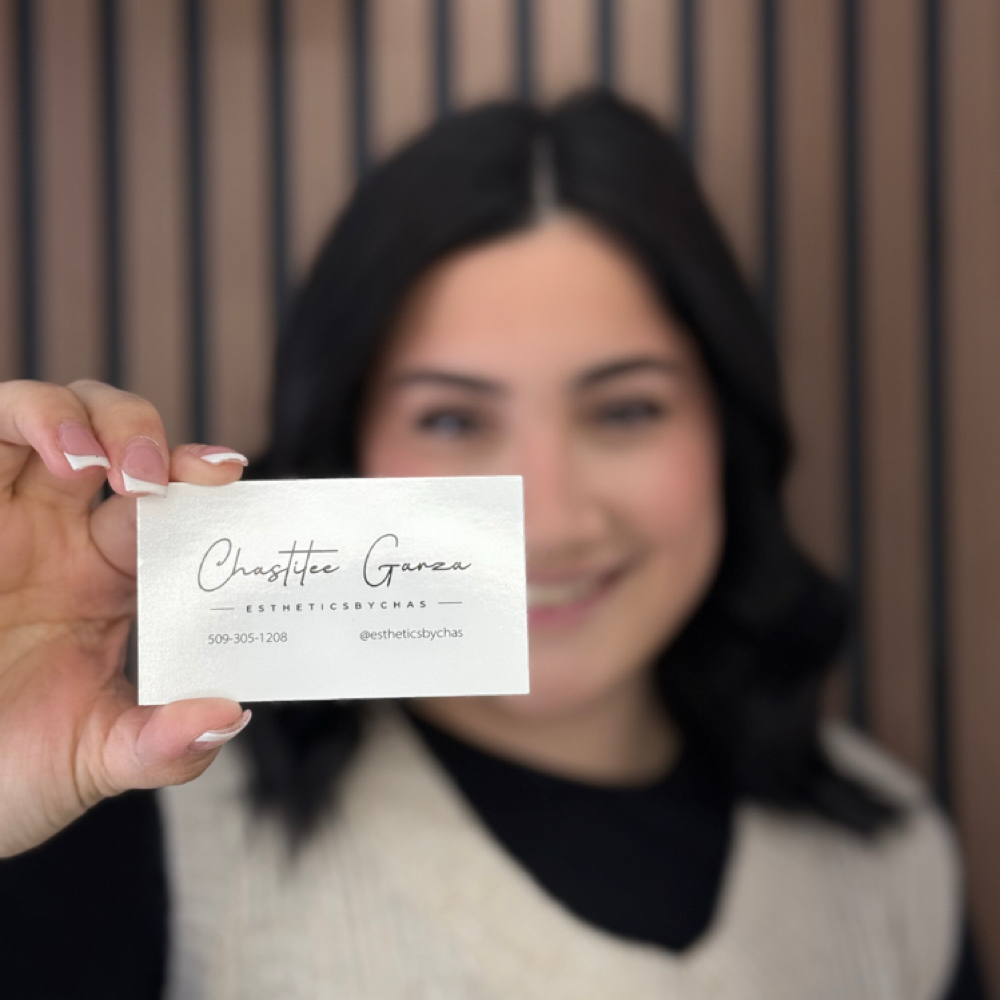 Chastitee Garza
ESTHETICSBYCHAS
509-305-1208 @estheticsbychas